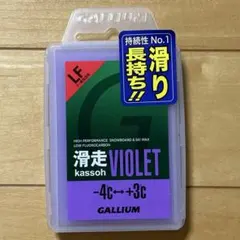 持続性 No.1
滑り
長持ち!!
LF
HIGH PERFORMANCE SNOWBOARD & SKI WAX
LOW FLUOROCARBON
滑走 VIOLET
kassoh
-4c↔+3c
GALLIUM